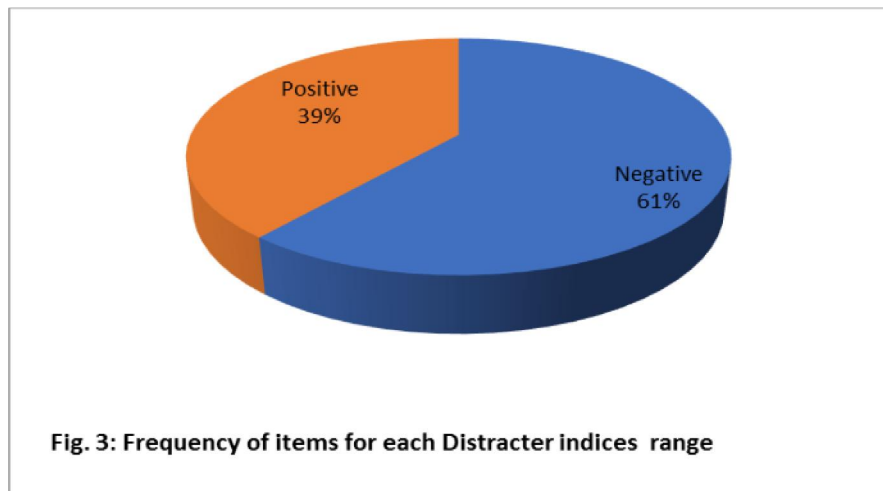 Positive
39%
Negative
61%
Fig. 3: Frequency of items for each Distracter indices range